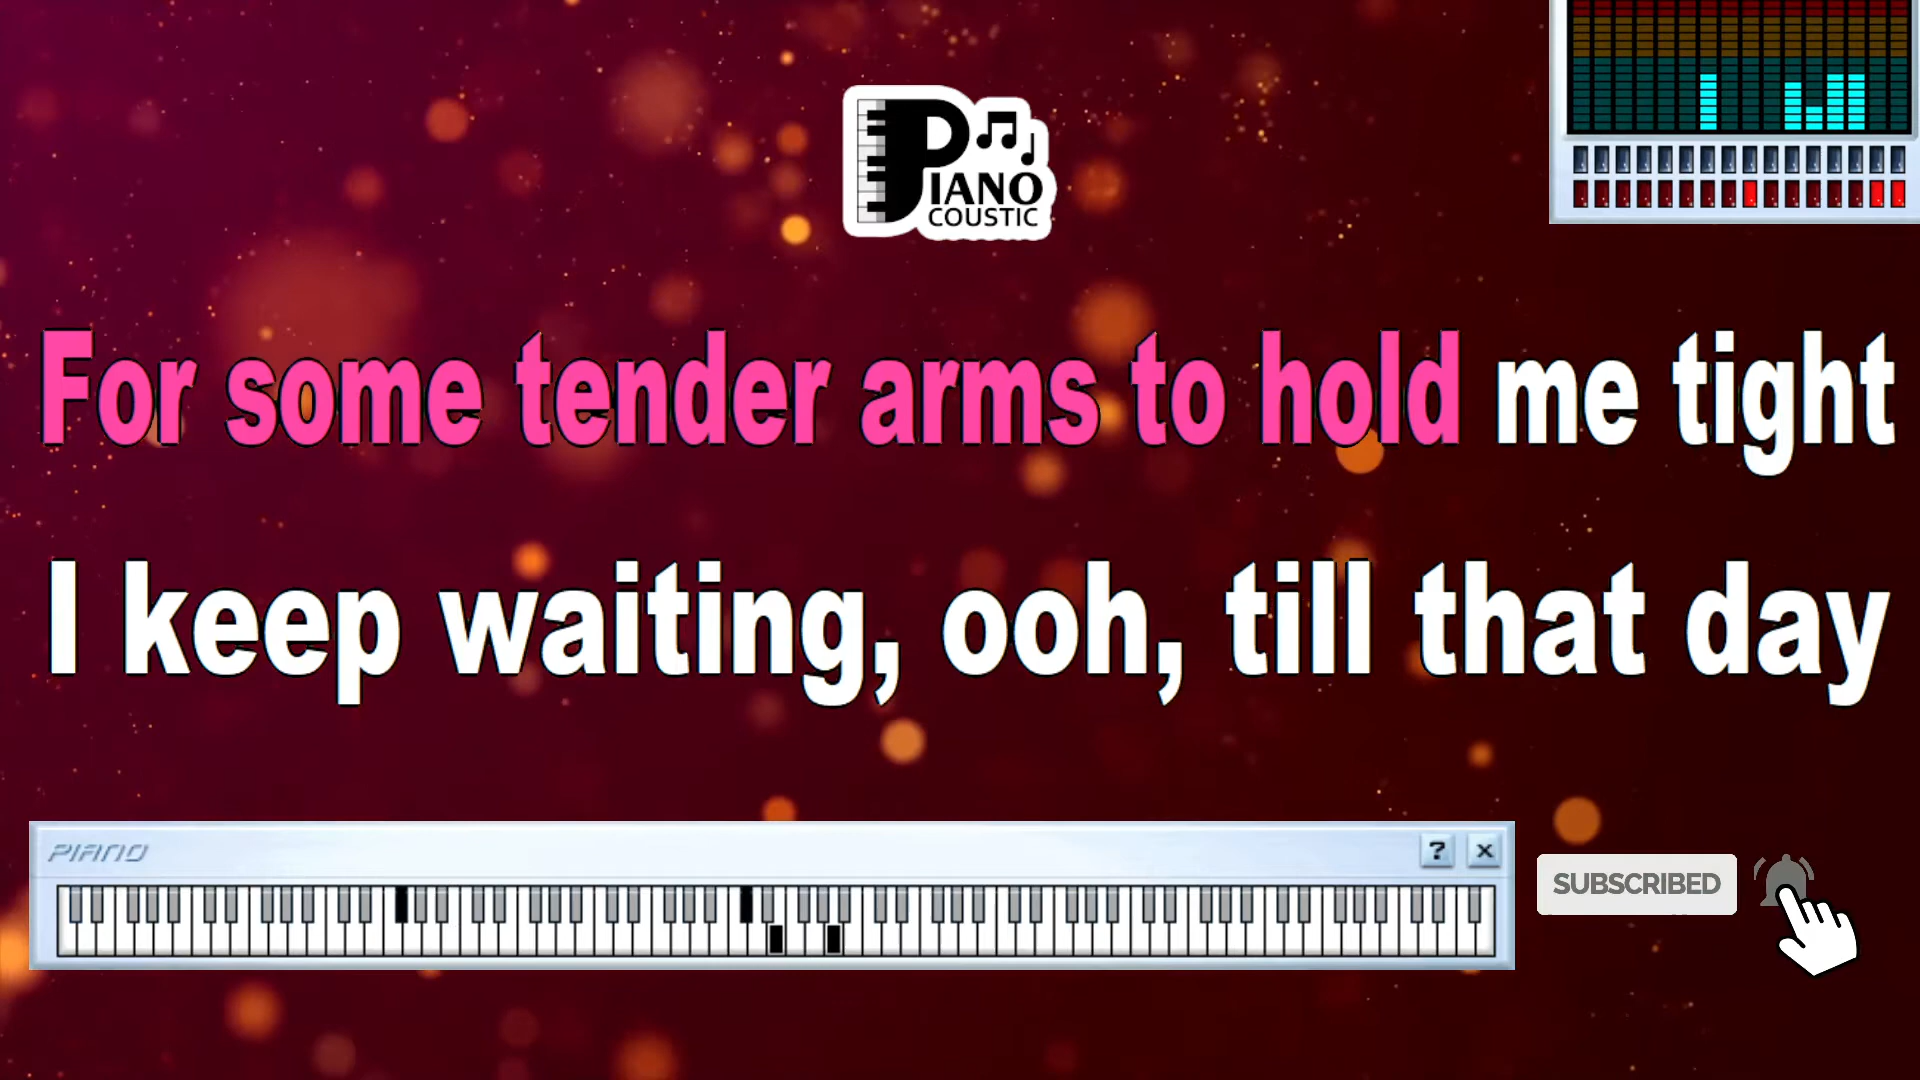 PIANO
COUSTIC
For some tender arms to hold me tight
I keep waiting, ooh, till that day
PIANO
? X
SUBSCRIBED